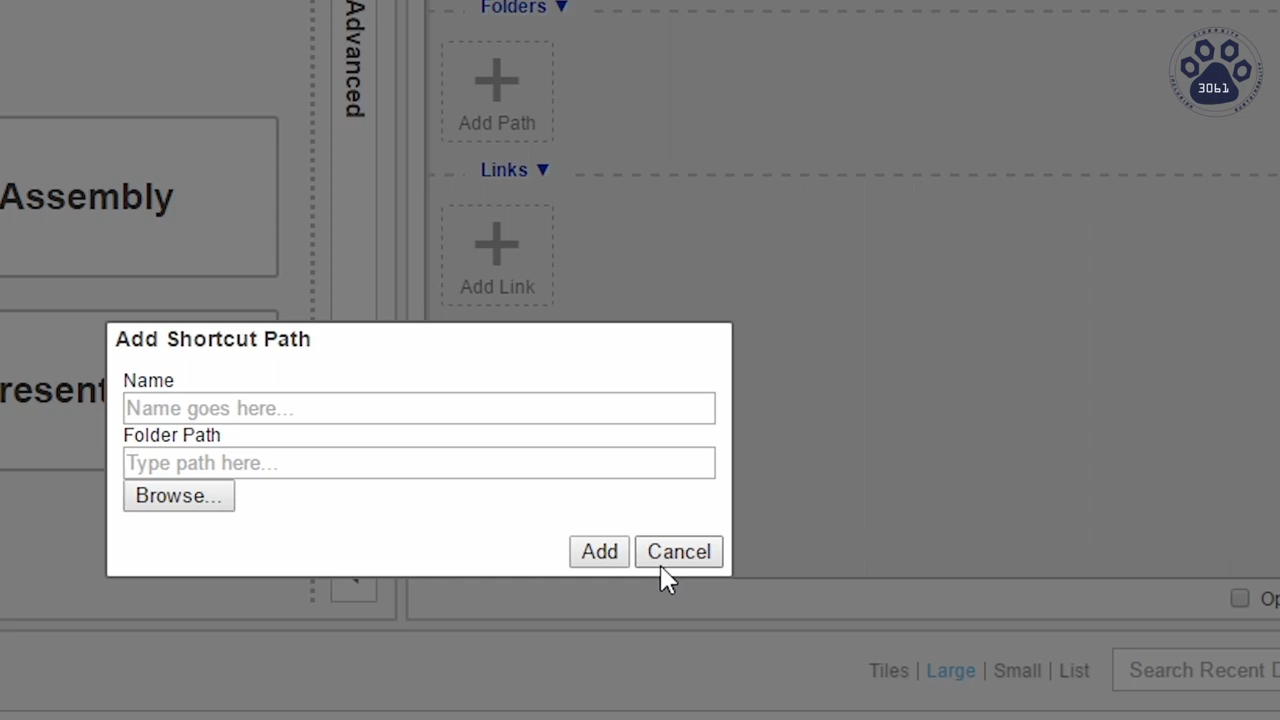 Advanced
Folders ▼
Add Path
Links ▼
Add Link
3061
Assembly
resent
Add Shortcut Path
Name
Name goes here...
Folder Path
Type path here...
Browse...
Add Cancel
Op
Tiles | Large | Small | List
Search Recent D